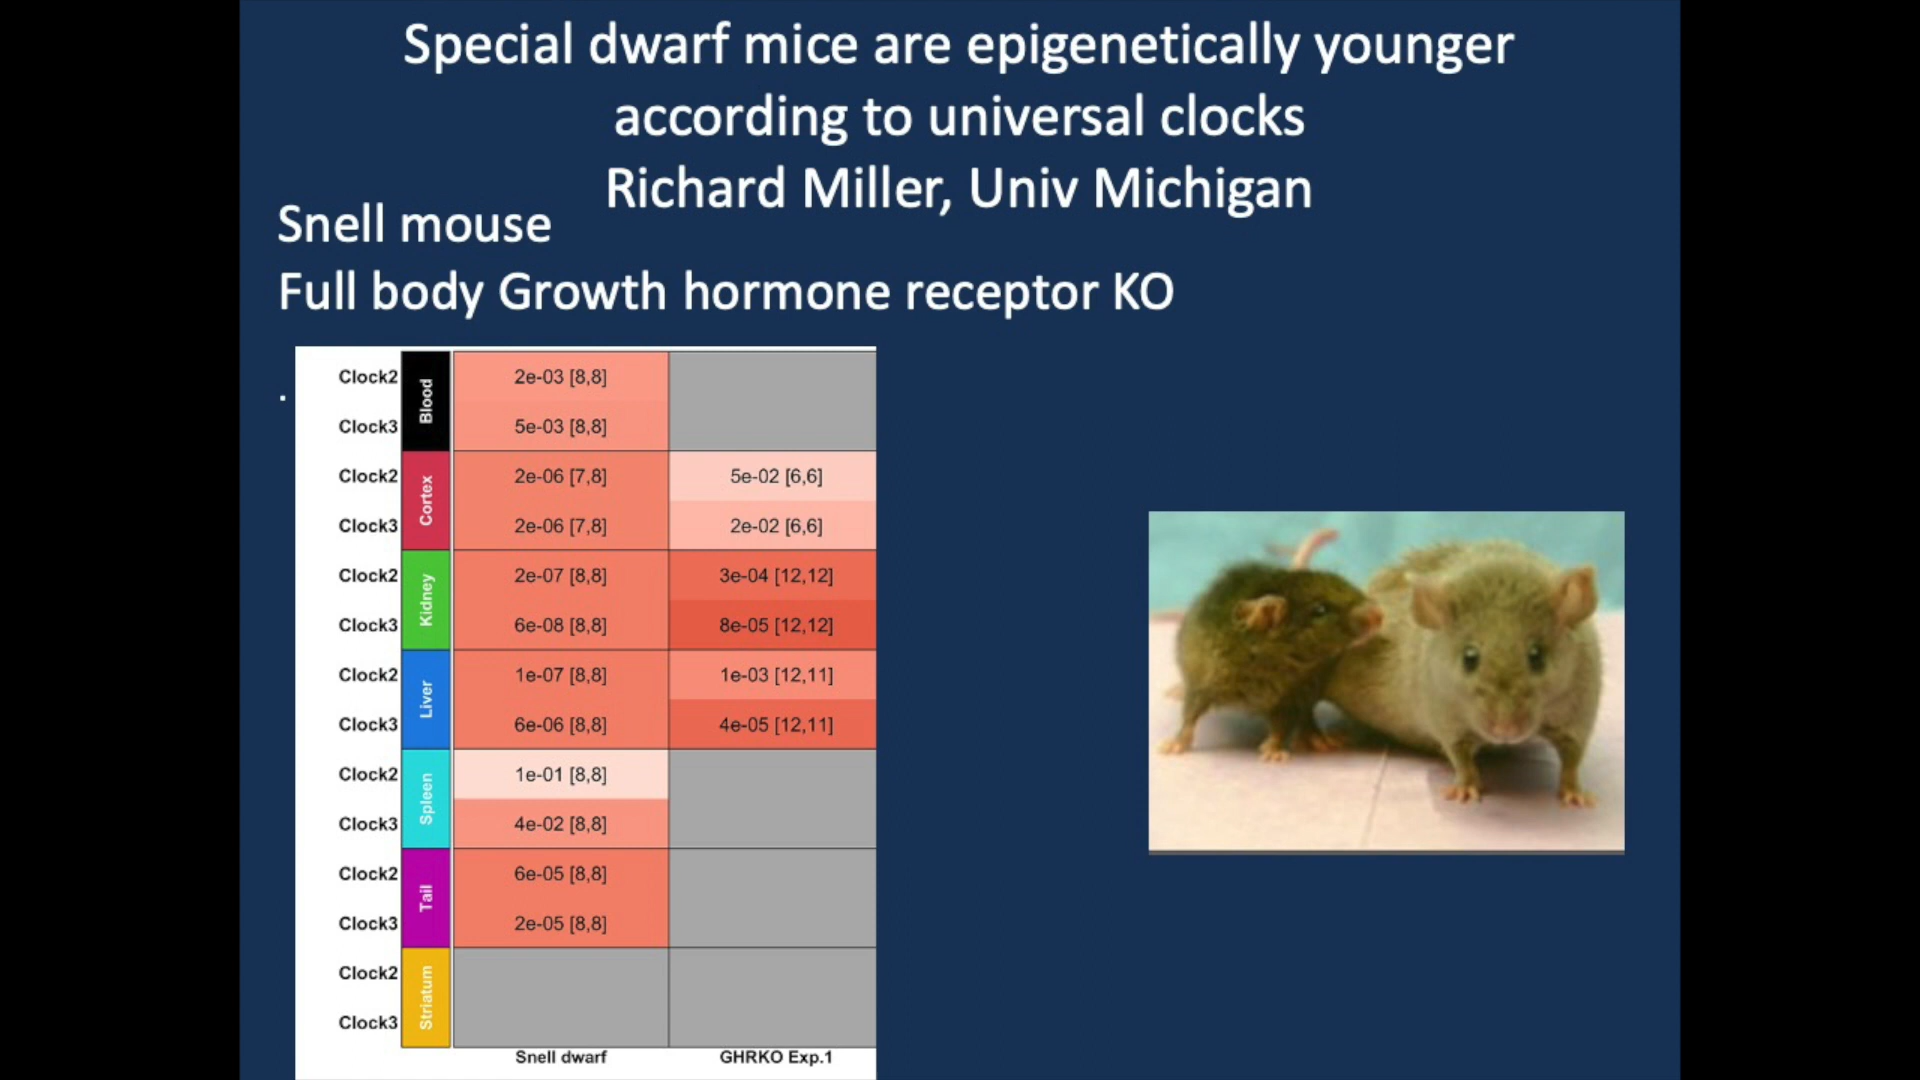 Special dwarf mice are epigenetically younger
according to universal clocks
Richard Miller, Univ Michigan
Snell mouse
Full body Growth hormone receptor KO
.
Blood
Clock2 2e-03 [8,8]
Clock3 5e-03 [8,8]
Cortex
Clock2 2e-06 [7,8] 5e-02 [6,6]
Clock3 2e-06 [7,8] 2e-02 [6,6]
Kidney
Clock2 2e-07 [8,8] 3e-04 [12,12]
Clock3 6e-08 [8,8] 8e-05 [12,12]
Liver
Clock2 1e-07 [8,8] 1e-03 [12,11]
Clock3 6e-06 [8,8] 4e-05 [12,11]
Spleen
Clock2 1e-01 [8,8]
Clock3 4e-02 [8,8]
Tail
Clock2 6e-05 [8,8]
Clock3 2e-05 [8,8]
Striatum
Clock2
Clock3
Snell dwarf GHRKO Exp.1